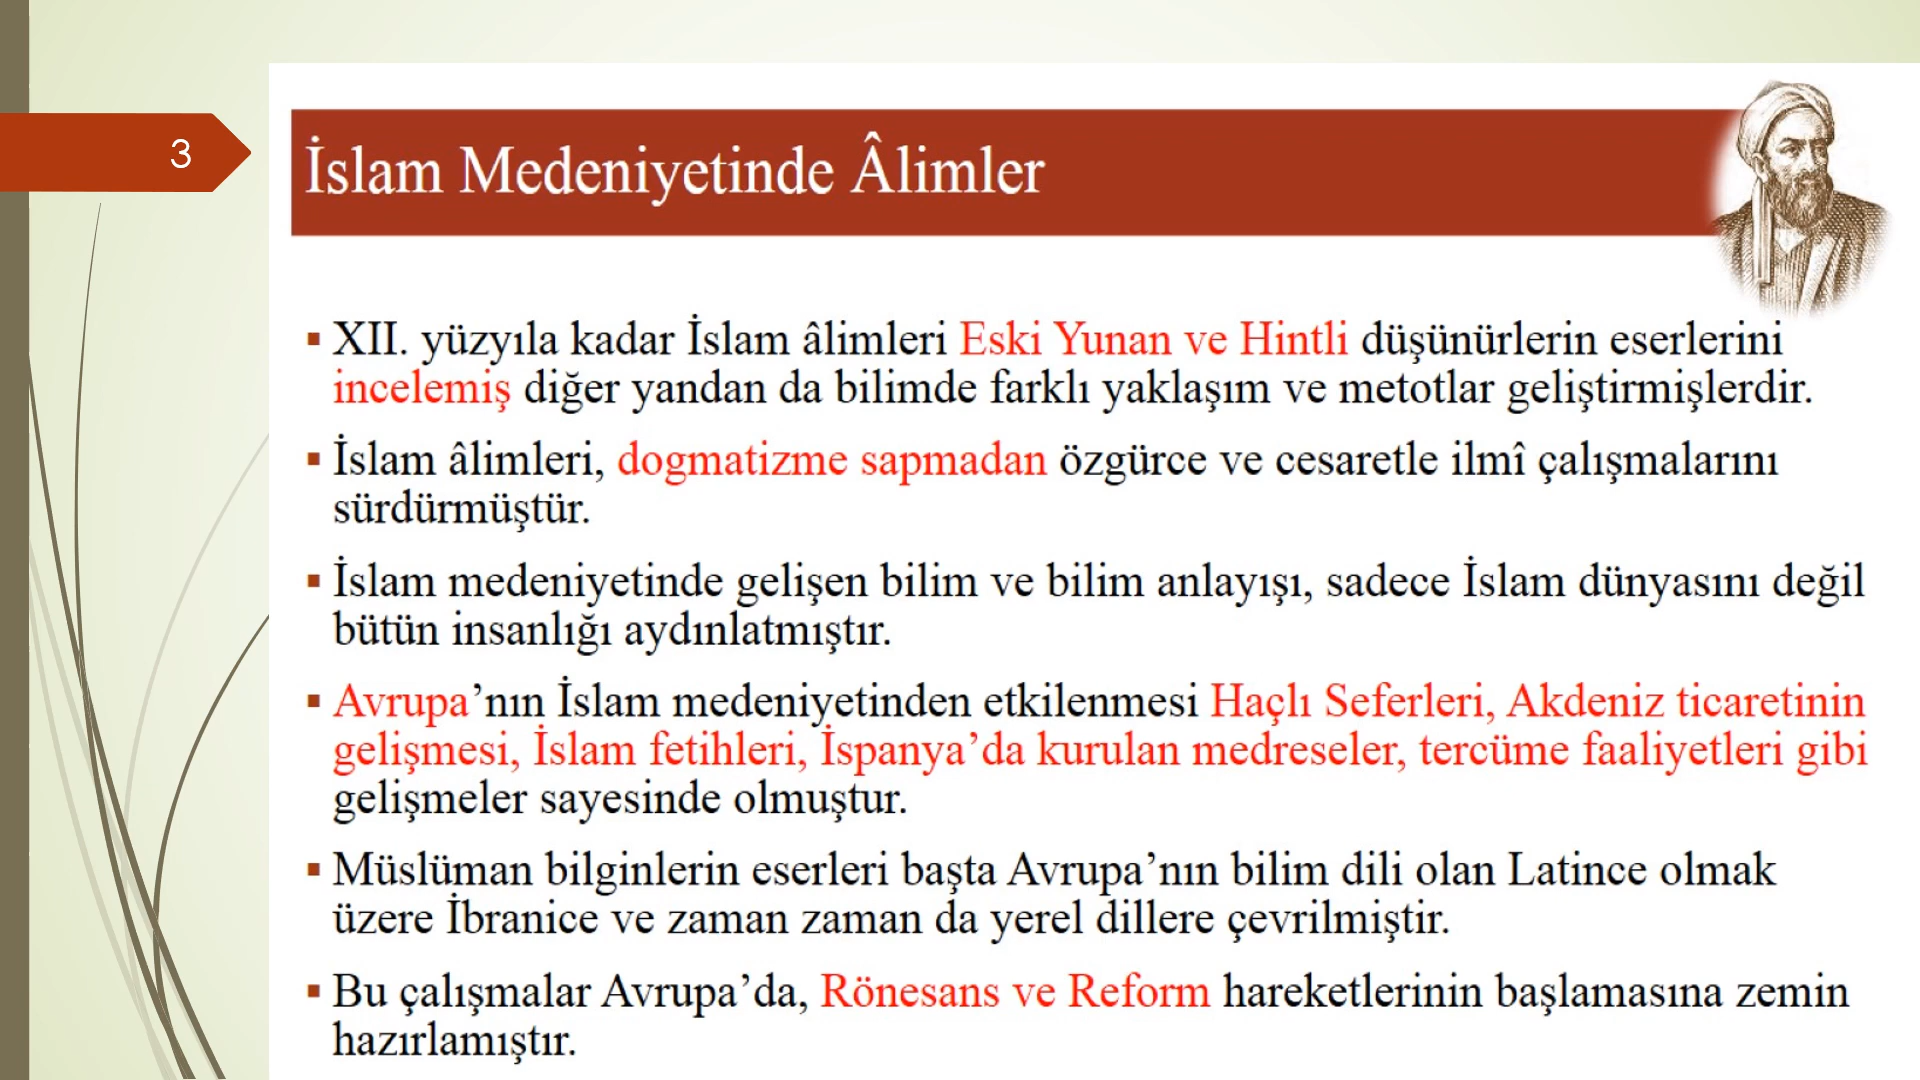 3
İslam Medeniyetinde Âlimler
▪ XII. yüzyıla kadar İslam âlimleri Eski Yunan ve Hintli düşünürlerin eserlerini
incelemiş diğer yandan da bilimde farklı yaklaşım ve metotlar geliştirmişlerdir.
▪ İslam âlimleri, dogmatizme sapmadan özgürce ve cesaretle ilmî çalışmalarını
sürdürmüştür.
▪ İslam medeniyetinde gelişen bilim ve bilim anlayışı, sadece İslam dünyasını değil
bütün insanlığı aydınlatmıştır.
▪ Avrupa’nın İslam medeniyetinden etkilenmesi Haçlı Seferleri, Akdeniz ticaretinin
gelişmesi, İslam fetihleri, İspanya’da kurulan medreseler, tercüme faaliyetleri gibi
gelişmeler sayesinde olmuştur.
▪ Müslüman bilginlerin eserleri başta Avrupa’nın bilim dili olan Latince olmak
üzere İbranice ve zaman zaman da yerel dillere çevrilmiştir.
▪ Bu çalışmalar Avrupa’da, Rönesans ve Reform hareketlerinin başlamasına zemin
hazırlamıştır.